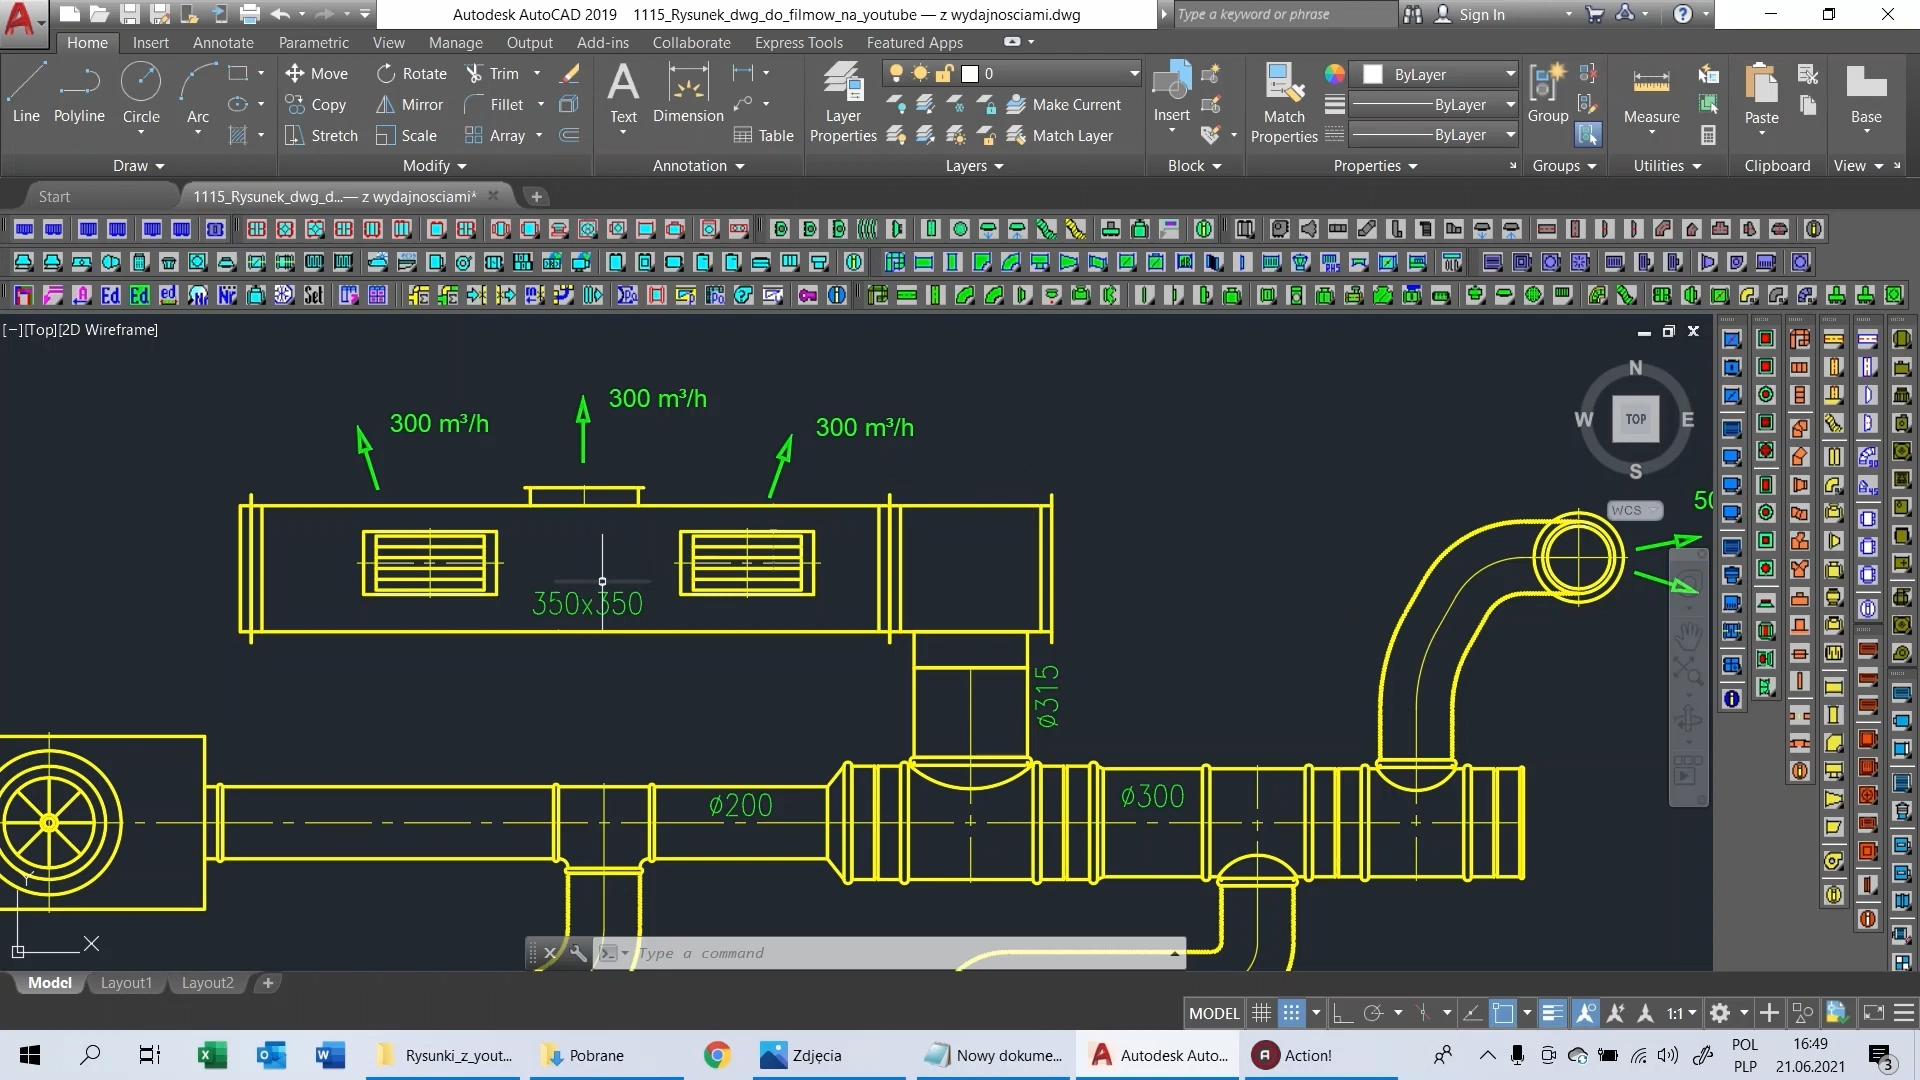 Autodesk AutoCAD 2019 1115_Rysunek_dwg_do_filmow_na_youtube — z wydajnosciami.dwg
Type a keyword or phrase
Sign In
Home Insert Annotate Parametric View Manage Output Add-ins Collaborate Express Tools Featured Apps
Line Polyline Circle Arc
Draw
Move Rotate Trim
Copy Mirror Fillet
Stretch Scale Array
Modify
Text Dimension Table
Annotation
Layer Properties
0
Make Current
Match Layer
Layers
Insert
Block
Match Properties
ByLayer
ByLayer
ByLayer
Properties
Group
Groups
Measure
Utilities
Paste
Clipboard
Base
View
Start 1115_Rysunek_dwg_d...— z wydajnosciami*
[−][Top][2D Wireframe]
300 m³/h
300 m³/h
300 m³/h
350x350
ø315
ø200
ø300
50
N
W TOP E
S
WCS
Y
X
Type a command
Model Layout1 Layout2
MODEL 1:1
Rysunki_z_yout... Pobrane Zdjęcia Nowy dokume... Autodesk Auto... Action!
POL
PLP
16:49
21.06.2021
3